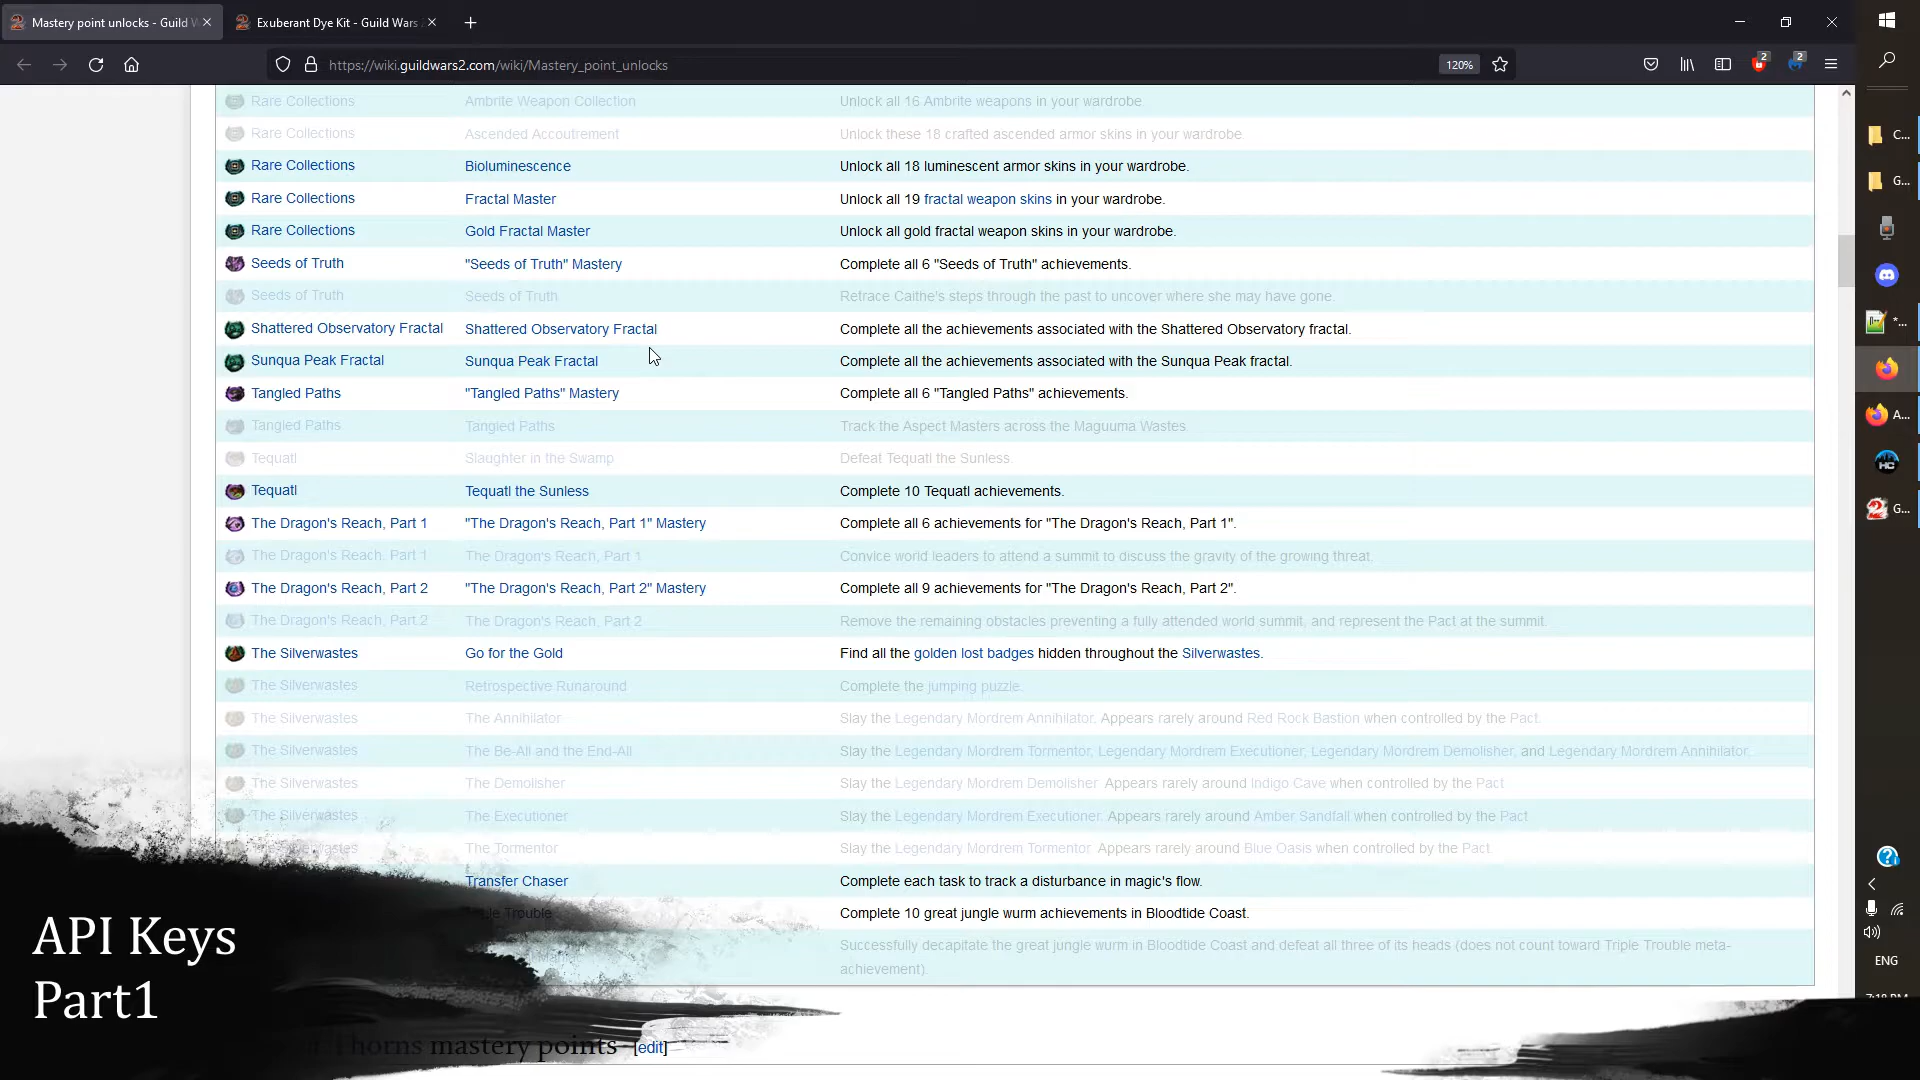 Mastery point unlocks - Guild W
Exuberant Dye Kit - Guild Wars
https://wiki.guildwars2.com/wiki/Mastery_point_unlocks
120%
2
2
Rare Collections Ambrite Weapon Collection Unlock all 16 Ambrite weapons in your wardrobe.
Rare Collections Ascended Accoutrement Unlock these 18 crafted ascended armor skins in your wardrobe.
Rare Collections Bioluminescence Unlock all 18 luminescent armor skins in your wardrobe.
Rare Collections Fractal Master Unlock all 19 fractal weapon skins in your wardrobe.
Rare Collections Gold Fractal Master Unlock all gold fractal weapon skins in your wardrobe.
Seeds of Truth "Seeds of Truth" Mastery Complete all 6 "Seeds of Truth" achievements.
Seeds of Truth Seeds of Truth Retrace Caithe's steps through the past to uncover where she may have gone.
Shattered Observatory Fractal Shattered Observatory Fractal Complete all the achievements associated with the Shattered Observatory fractal.
Sunqua Peak Fractal Sunqua Peak Fractal Complete all the achievements associated with the Sunqua Peak fractal.
Tangled Paths "Tangled Paths" Mastery Complete all 6 "Tangled Paths" achievements.
Tangled Paths Tangled Paths Track the Aspect Masters across the Maguuma Wastes.
Tequatl Slaughter in the Swamp Defeat Tequatl the Sunless.
Tequatl Tequatl the Sunless Complete 10 Tequatl achievements.
The Dragon's Reach, Part 1 "The Dragon's Reach, Part 1" Mastery Complete all 6 achievements for "The Dragon's Reach, Part 1".
The Dragon's Reach, Part 1 The Dragon's Reach, Part 1 Convice world leaders to attend a summit to discuss the gravity of the growing threat.
The Dragon's Reach, Part 2 "The Dragon's Reach, Part 2" Mastery Complete all 9 achievements for "The Dragon's Reach, Part 2".
The Dragon's Reach, Part 2 The Dragon's Reach, Part 2 Remove the remaining obstacles preventing a fully attended world summit, and represent the Pact at the summit.
The Silverwastes Go for the Gold Find all the golden lost badges hidden throughout the Silverwastes.
The Silverwastes Retrospective Runaround Complete the jumping puzzle.
The Silverwastes The Annihilator Slay the Legendary Mordrem Annihilator. Appears rarely around Red Rock Bastion when controlled by the Pact.
The Silverwastes The Be-All and the End-All Slay the Legendary Mordrem Tormentor, Legendary Mordrem Executioner, Legendary Mordrem Demolisher, and Legendary Mordrem Annihilator.
The Silverwastes The Demolisher Slay the Legendary Mordrem Demolisher. Appears rarely around Indigo Cave when controlled by the Pact
The Silverwastes The Executioner Slay the Legendary Mordrem Executioner. Appears rarely around Amber Sandfall when controlled by the Pact
The Tormentor Slay the Legendary Mordrem Tormentor. Appears rarely around Blue Oasis when controlled by the Pact.
Transfer Chaser Complete each task to track a disturbance in magic's flow.
Trouble Complete 10 great jungle wurm achievements in Bloodtide Coast.
Successfully decapitate the great jungle wurm in Bloodtide Coast and defeat all three of its heads (does not count toward Triple Trouble meta-
achievement).
horns mastery points [edit]
API Keys
Part1
C...
G...
*...
A...
HC
G...
ENG